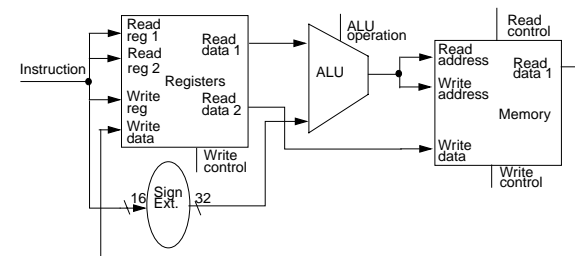 Instruction
Read
reg 1
Read
reg 2
Write
reg
Write
data
Registers
Read
data 1
Read
data 2
Write
control
16
Sign
Ext.
32
ALU
ALU
operation
Read
control
Read
address
Write
address
Read
data 1
Memory
Write
data
Write
control